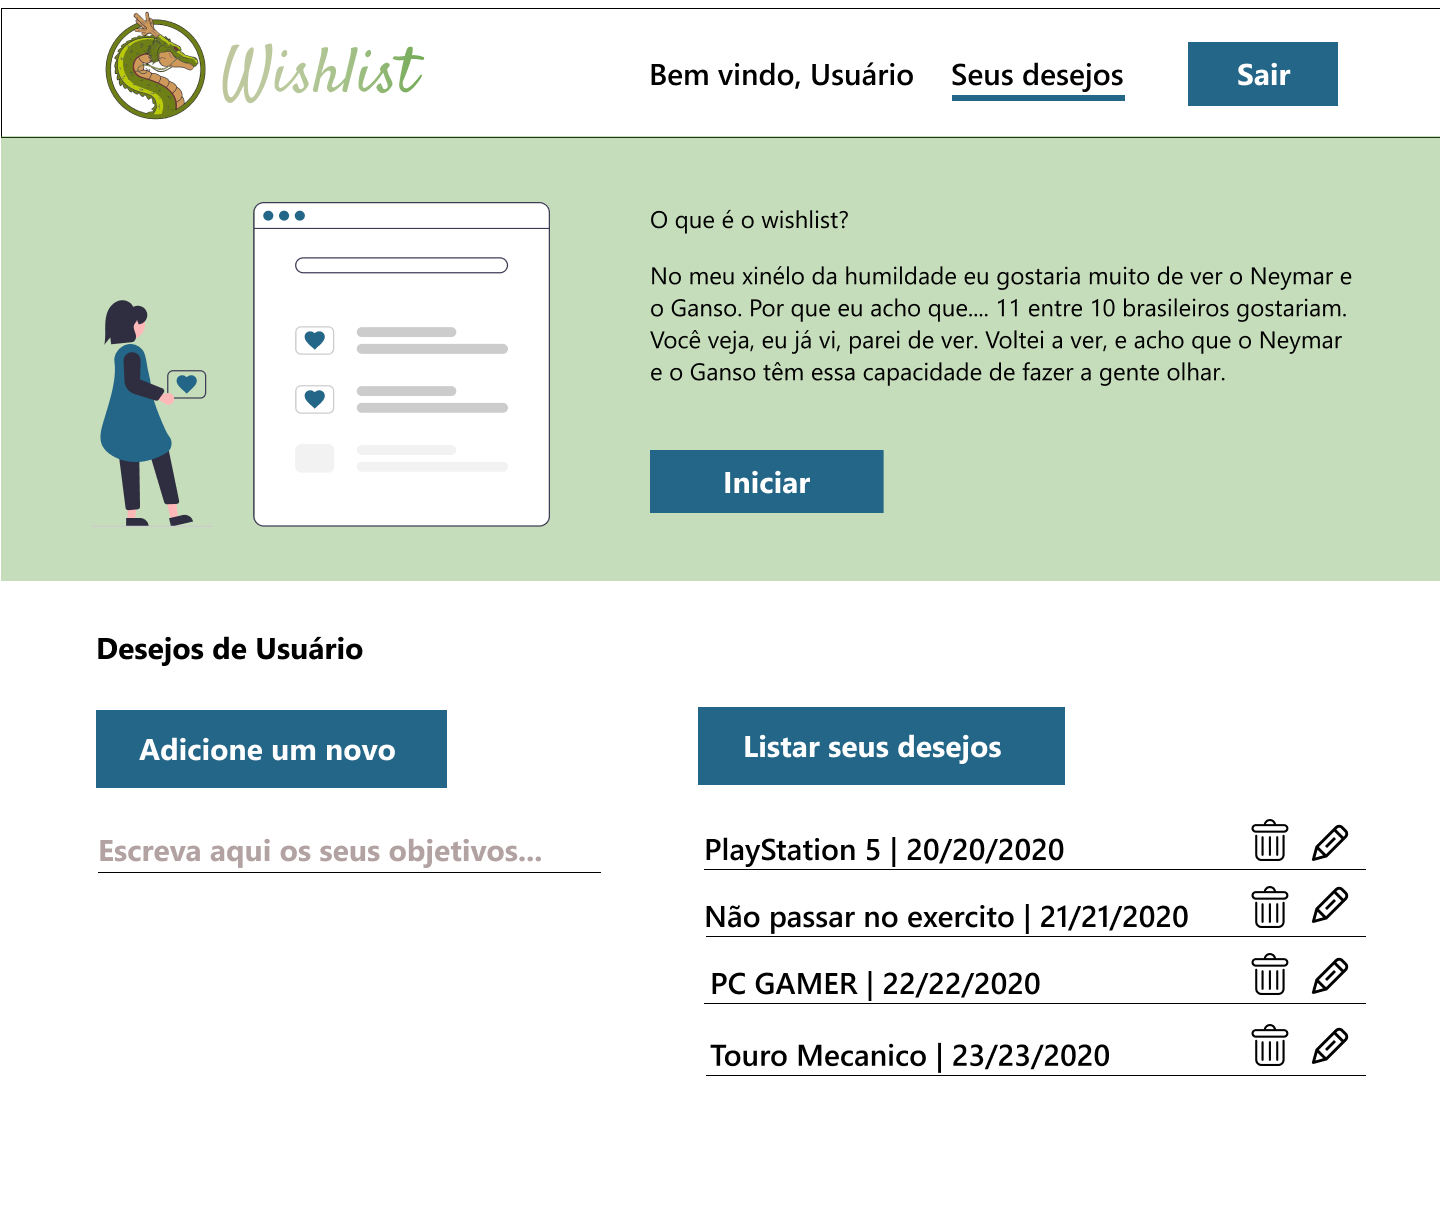 Wishlist
Bem vindo, Usuário
Seus desejos
Sair
O que é o wishlist?
No meu xinélo da humildade eu gostaria muito de ver o Neymar e
o Ganso. Por que eu acho que.... 11 entre 10 brasileiros gostariam.
Você veja, eu já vi, parei de ver. Voltei a ver, e acho que o Neymar
e o Ganso têm essa capacidade de fazer a gente olhar.
Iniciar
Desejos de Usuário
Adicione um novo
Escreva aqui os seus objetivos...
Listar seus desejos
PlayStation 5 | 20/20/2020
Não passar no exercito | 21/21/2020
PC GAMER | 22/22/2020
Touro Mecanico | 23/23/2020